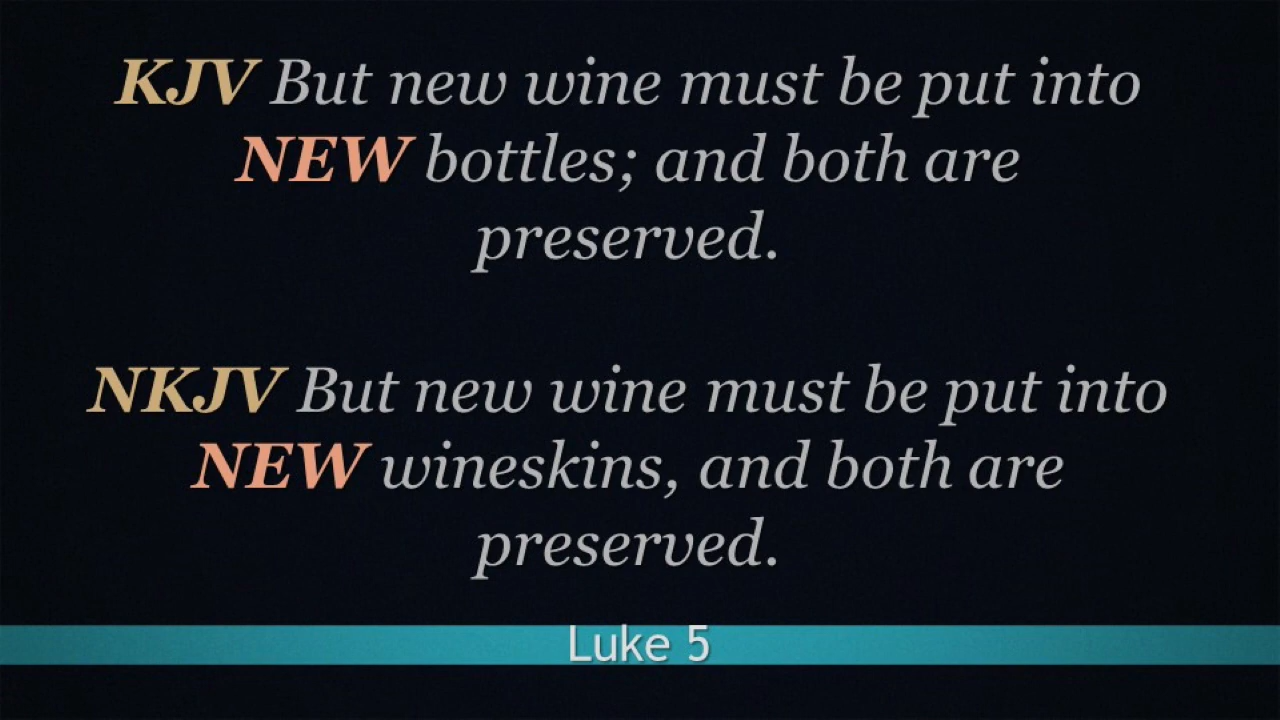 KJV But new wine must be put into
NEW bottles; and both are
preserved.
NKJV But new wine must be put into
NEW wineskins, and both are
preserved.
Luke 5